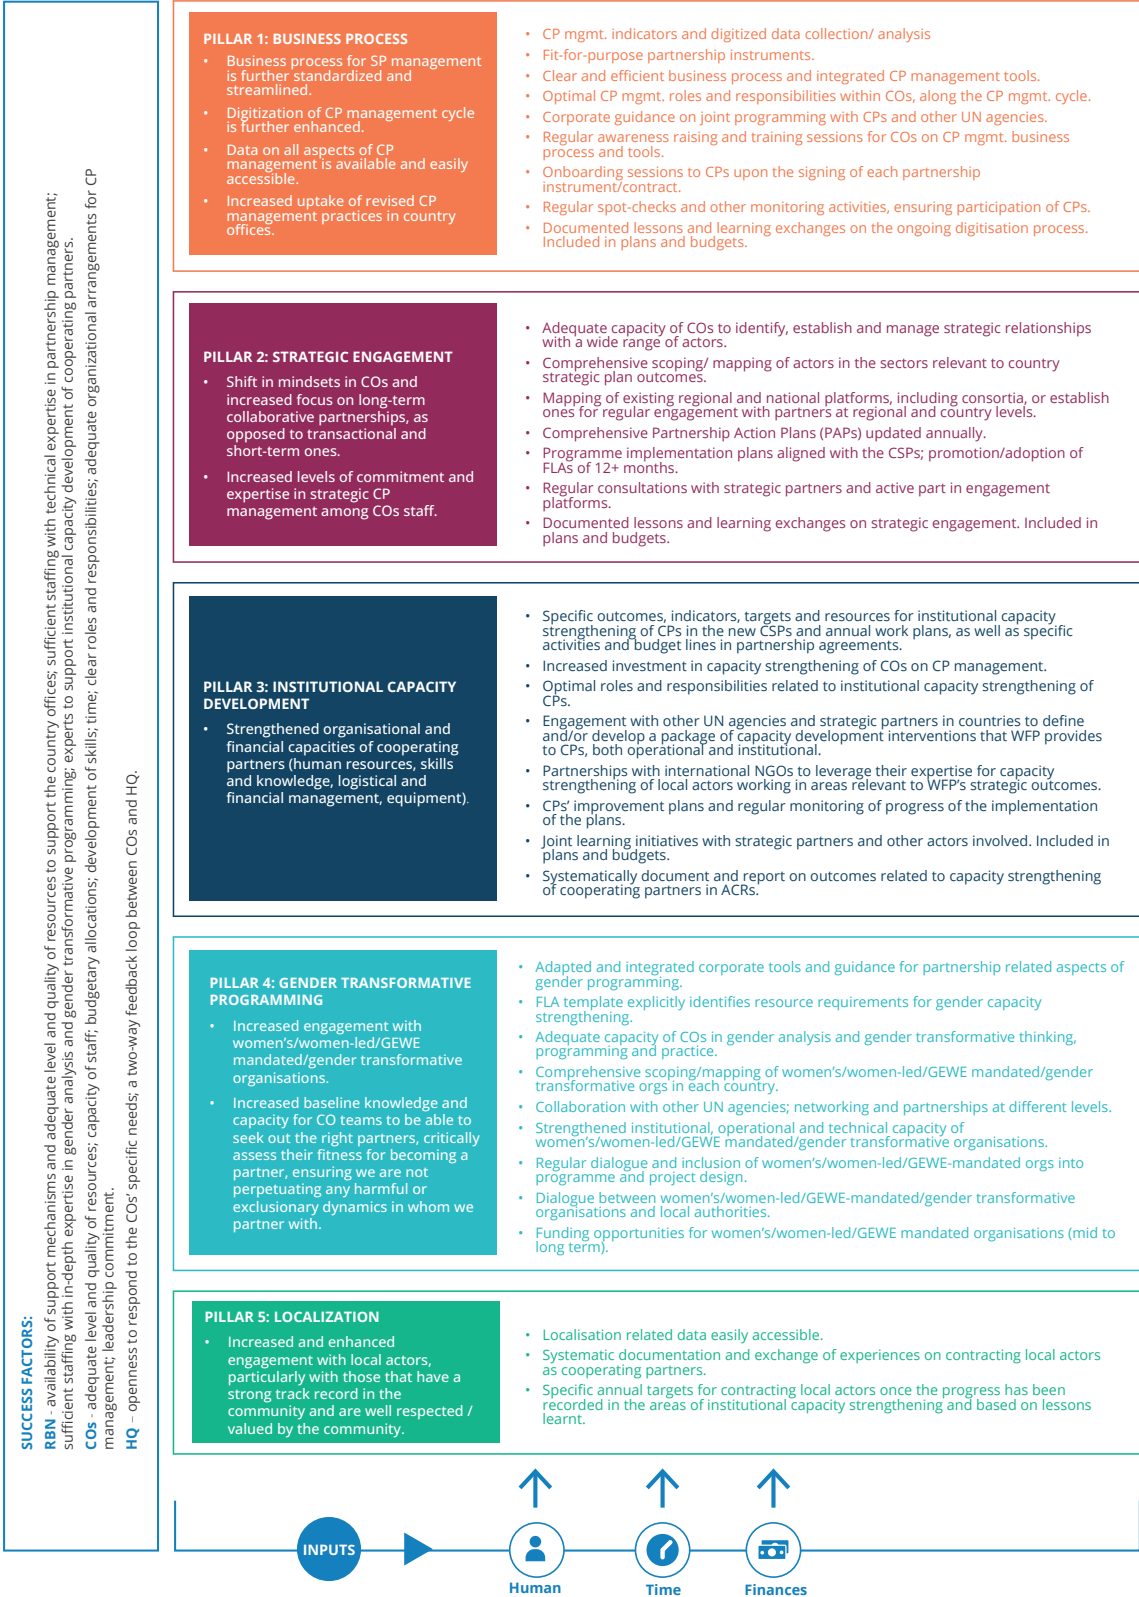 SUCCESS FACTORS:
RBN - availability of support mechanisms and adequate level and quality of resources to support the country offices; sufficient staffing with technical expertise in partnership management;
sufficient staffing with in-depth expertise in gender analysis and gender transformative programming; experts to support institutional capacity development of cooperating partners.
COs - adequate level and quality of resources; capacity of staff; budgetary allocations; development of skills; time; clear roles and responsibilities; adequate organizational arrangements for CP
management; leadership commitment.
HQ – openness to respond to the COs' specific needs; a two-way feedback loop between COs and HQ.
PILLAR 1: BUSINESS PROCESS
• Business process for SP management
is further standardized and
streamlined.
• Digitization of CP management cycle
is further enhanced.
• Data on all aspects of CP
management is available and easily
accessible.
• Increased uptake of revised CP
management practices in country
offices.
• CP mgmt. indicators and digitized data collection/ analysis
• Fit-for-purpose partnership instruments.
• Clear and efficient business process and integrated CP management tools.
• Optimal CP mgmt. roles and responsibilities within COs, along the CP mgmt. cycle.
• Corporate guidance on joint programming with CPs and other UN agencies.
• Regular awareness raising and training sessions for COs on CP mgmt. business
process and tools.
• Onboarding sessions to CPs upon the signing of each partnership
instrument/contract.
• Regular spot-checks and other monitoring activities, ensuring participation of CPs.
• Documented lessons and learning exchanges on the ongoing digitisation process.
Included in plans and budgets.
PILLAR 2: STRATEGIC ENGAGEMENT
• Shift in mindsets in COs and
increased focus on long-term
collaborative partnerships, as
opposed to transactional and
short-term ones.
• Increased levels of commitment and
expertise in strategic CP
management among COs staff.
• Adequate capacity of COs to identify, establish and manage strategic relationships
with a wide range of actors.
• Comprehensive scoping/ mapping of actors in the sectors relevant to country
strategic plan outcomes.
• Mapping of existing regional and national platforms, including consortia, or establish
ones for regular engagement with partners at regional and country levels.
• Comprehensive Partnership Action Plans (PAPs) updated annually.
• Programme implementation plans aligned with the CSPs; promotion/adoption of
FLAs of 12+ months.
• Regular consultations with strategic partners and active part in engagement
platforms.
• Documented lessons and learning exchanges on strategic engagement. Included in
plans and budgets.
PILLAR 3: INSTITUTIONAL CAPACITY
DEVELOPMENT
• Strengthened organisational and
financial capacities of cooperating
partners (human resources, skills
and knowledge, logistical and
financial management, equipment).
• Specific outcomes, indicators, targets and resources for institutional capacity
strengthening of CPs in the new CSPs and annual work plans, as well as specific
activities and budget lines in partnership agreements.
• Increased investment in capacity strengthening of COs on CP management.
• Optimal roles and responsibilities related to institutional capacity strengthening of
CPs.
• Engagement with other UN agencies and strategic partners in countries to define
and/or develop a package of capacity development interventions that WFP provides
to CPs, both operational and institutional.
• Partnerships with international NGOs to leverage their expertise for capacity
strengthening of local actors working in areas relevant to WFP's strategic outcomes.
• CPs' improvement plans and regular monitoring of progress of the implementation
of the plans.
• Joint learning initiatives with strategic partners and other actors involved. Included in
plans and budgets.
• Systematically document and report on outcomes related to capacity strengthening
of cooperating partners in ACRs.
PILLAR 4: GENDER TRANSFORMATIVE
PROGRAMMING
• Increased engagement with
women's/women-led/GEWE
mandated/gender transformative
organisations.
• Increased baseline knowledge and
capacity for CO teams to be able to
seek out the right partners, critically
assess their fitness for becoming a
partner, ensuring we are not
perpetuating any harmful or
exclusionary dynamics in whom we
partner with.
• Adapted and integrated corporate tools and guidance for partnership related aspects of
gender programming.
• FLA template explicitly identifies resource requirements for gender capacity
strengthening.
• Adequate capacity of COs in gender analysis and gender transformative thinking,
programming and practice.
• Comprehensive scoping/mapping of women's/women-led/GEWE mandated/gender
transformative orgs in each country.
• Collaboration with other UN agencies; networking and partnerships at different levels.
• Strengthened institutional, operational and technical capacity of
women's/women-led/GEWE mandated/gender transformative organisations.
• Regular dialogue and inclusion of women's/women-led/GEWE-mandated orgs into
programme and project design.
• Dialogue between women's/women-led/GEWE-mandated/gender transformative
organisations and local authorities.
• Funding opportunities for women's/women-led/GEWE mandated organisations (mid to
long term).
PILLAR 5: LOCALIZATION
• Increased and enhanced
engagement with local actors,
particularly with those that have a
strong track record in the
community and are well respected /
valued by the community.
• Localisation related data easily accessible.
• Systematic documentation and exchange of experiences on contracting local actors
as cooperating partners.
• Specific annual targets for contracting local actors once the progress has been
recorded in the areas of institutional capacity strengthening and based on lessons
learnt.
INPUTS
Human
Time
Finances